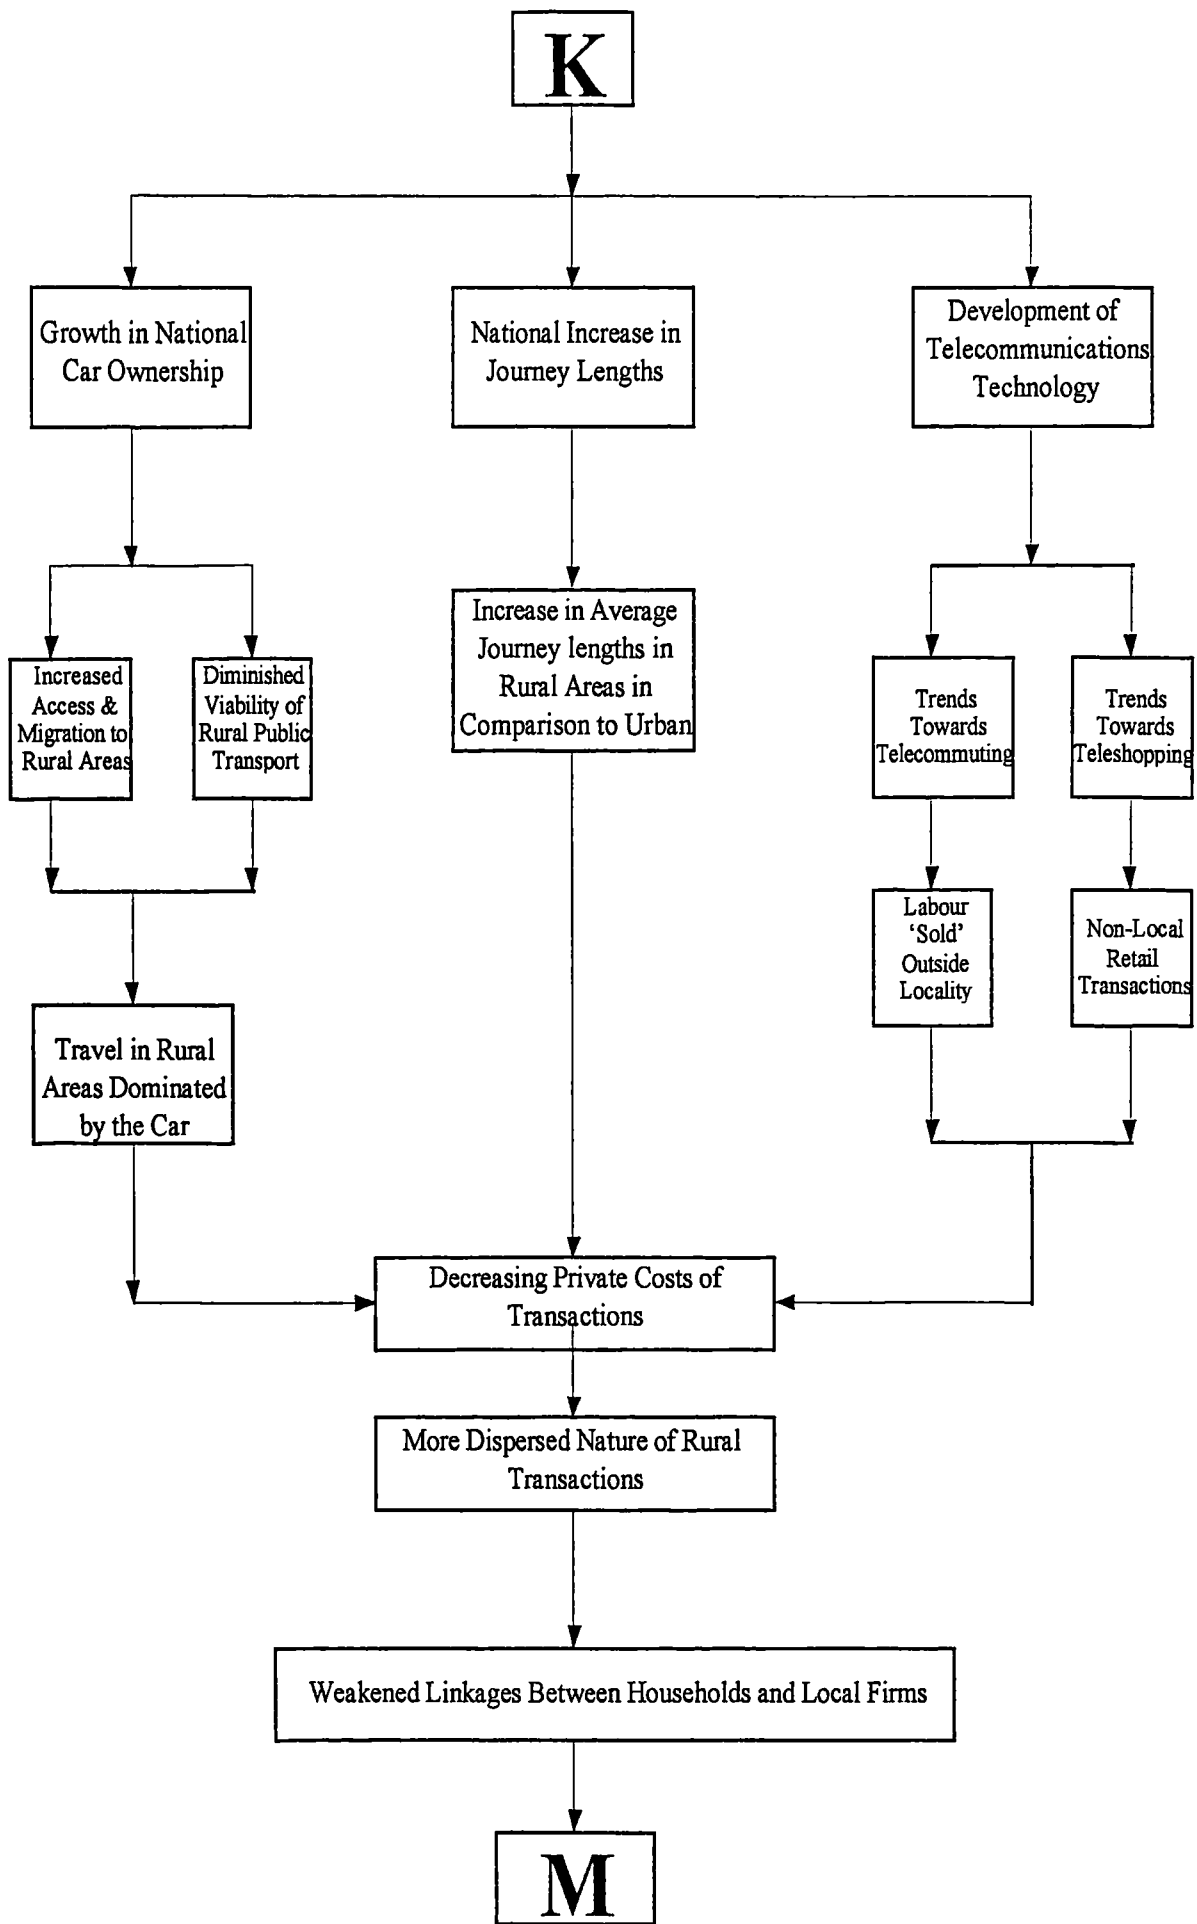 K
Growth in National
Car Ownership
National Increase in
Journey Lengths
Development of
Telecommunications
Technology
Increased
Access &
Migration to
Rural Areas
Diminished
Viability of
Rural Public
Transport
Increase in Average
Journey lengths in
Rural Areas in
Comparison to Urban
Trends
Towards
Telecommuting
Trends
Towards
Teleshopping
Labour
‘Sold’
Outside
Locality
Non-Local
Retail
Transactions
Travel in Rural
Areas Dominated
by the Car
Decreasing Private Costs of
Transactions
More Dispersed Nature of Rural
Transactions
Weakened Linkages Between Households and Local Firms
M